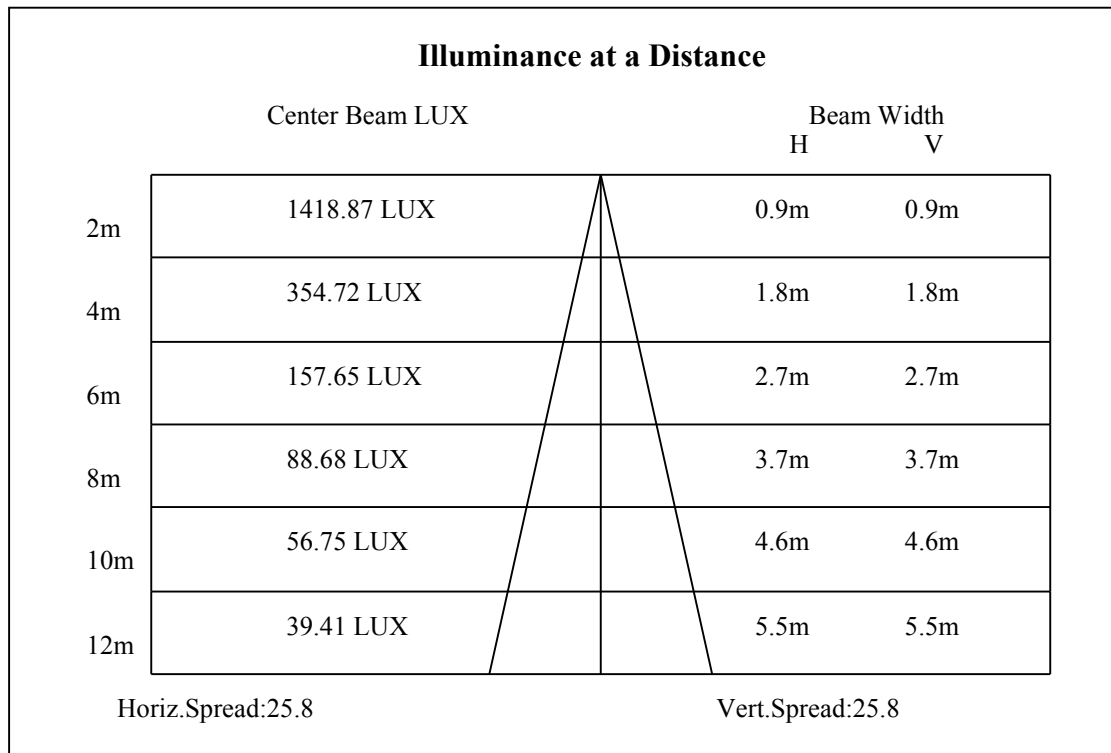 Illuminance at a Distance
Center Beam LUX Beam Width
H V
2m 1418.87 LUX 0.9m 0.9m
4m 354.72 LUX 1.8m 1.8m
6m 157.65 LUX 2.7m 2.7m
8m 88.68 LUX 3.7m 3.7m
10m 56.75 LUX 4.6m 4.6m
12m 39.41 LUX 5.5m 5.5m
Horiz.Spread:25.8 Vert.Spread:25.8